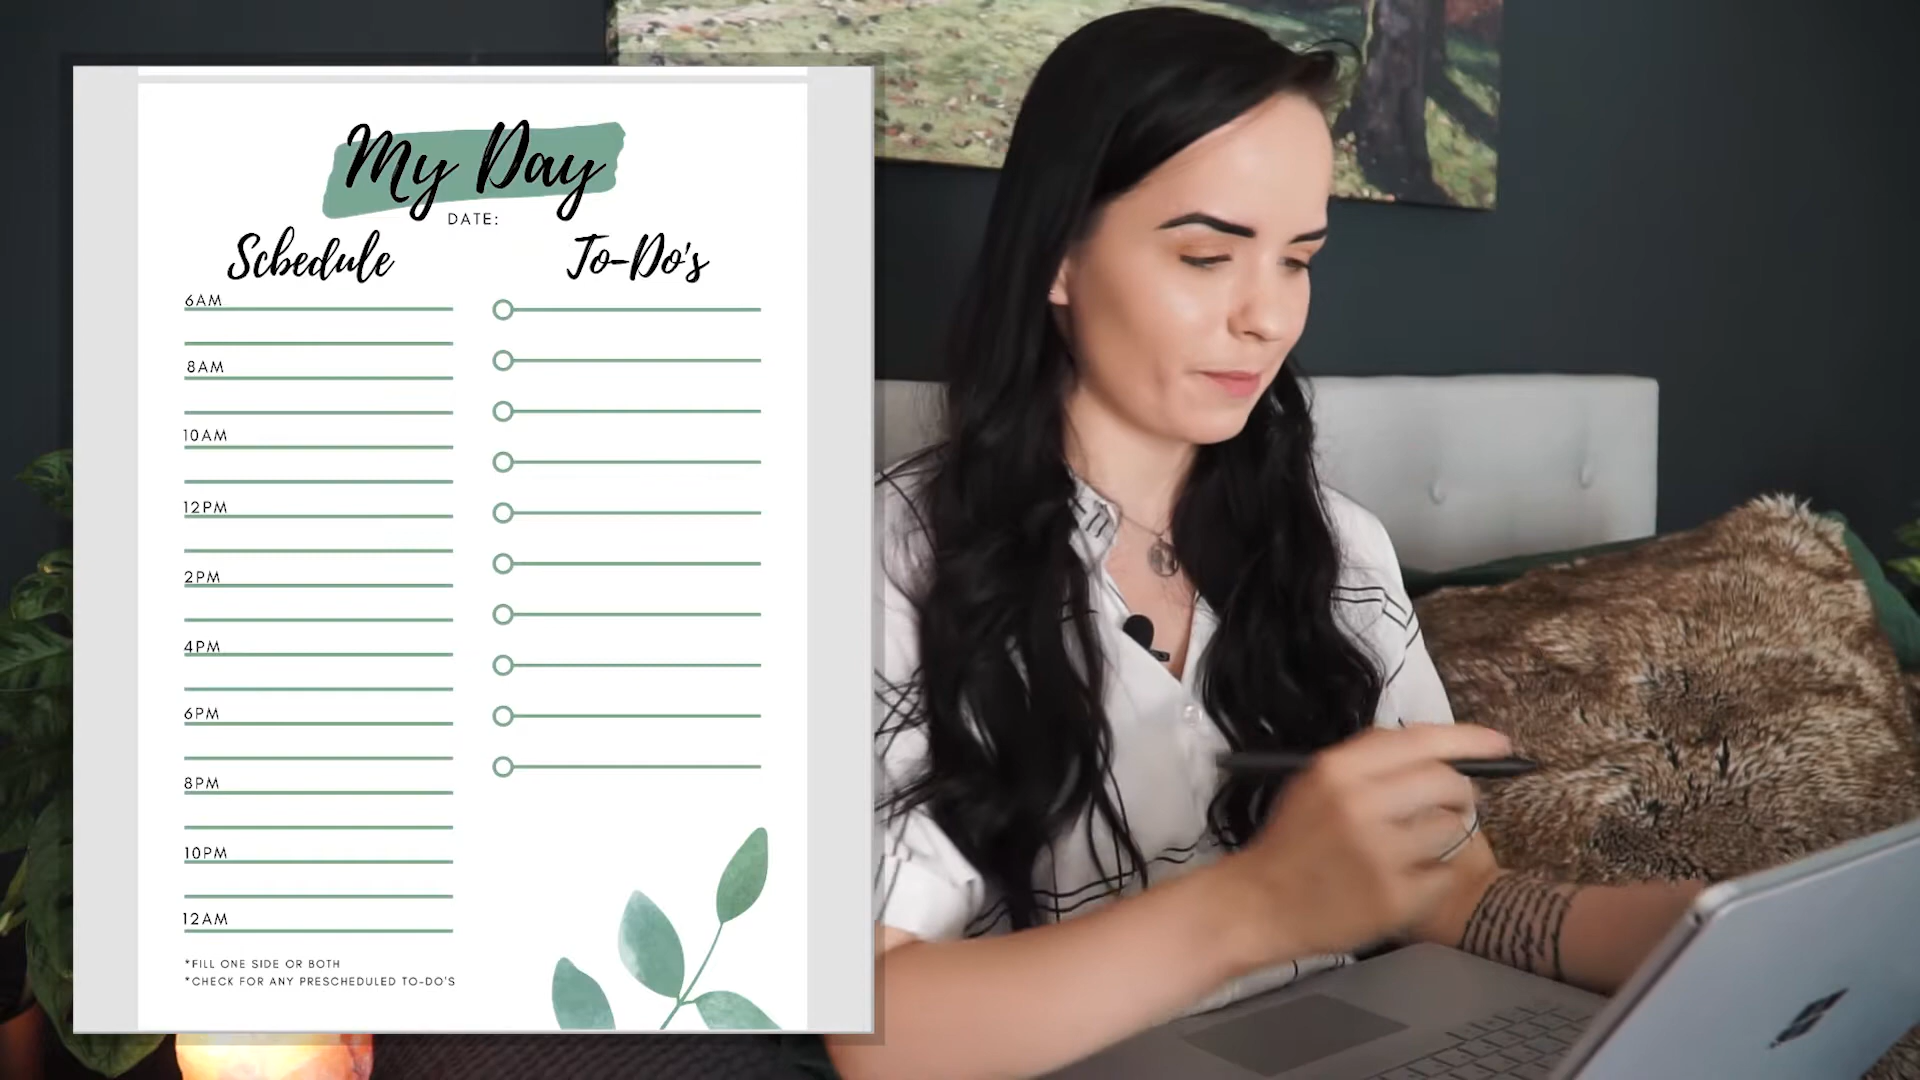 My Day
DATE:
Schedule
6AM
8AM
10AM
12PM
2PM
4PM
6PM
8PM
10PM
12AM
*FILL ONE SIDE OR BOTH
*CHECK FOR ANY PRESCHEDULED TO-DO'S
To-Do's